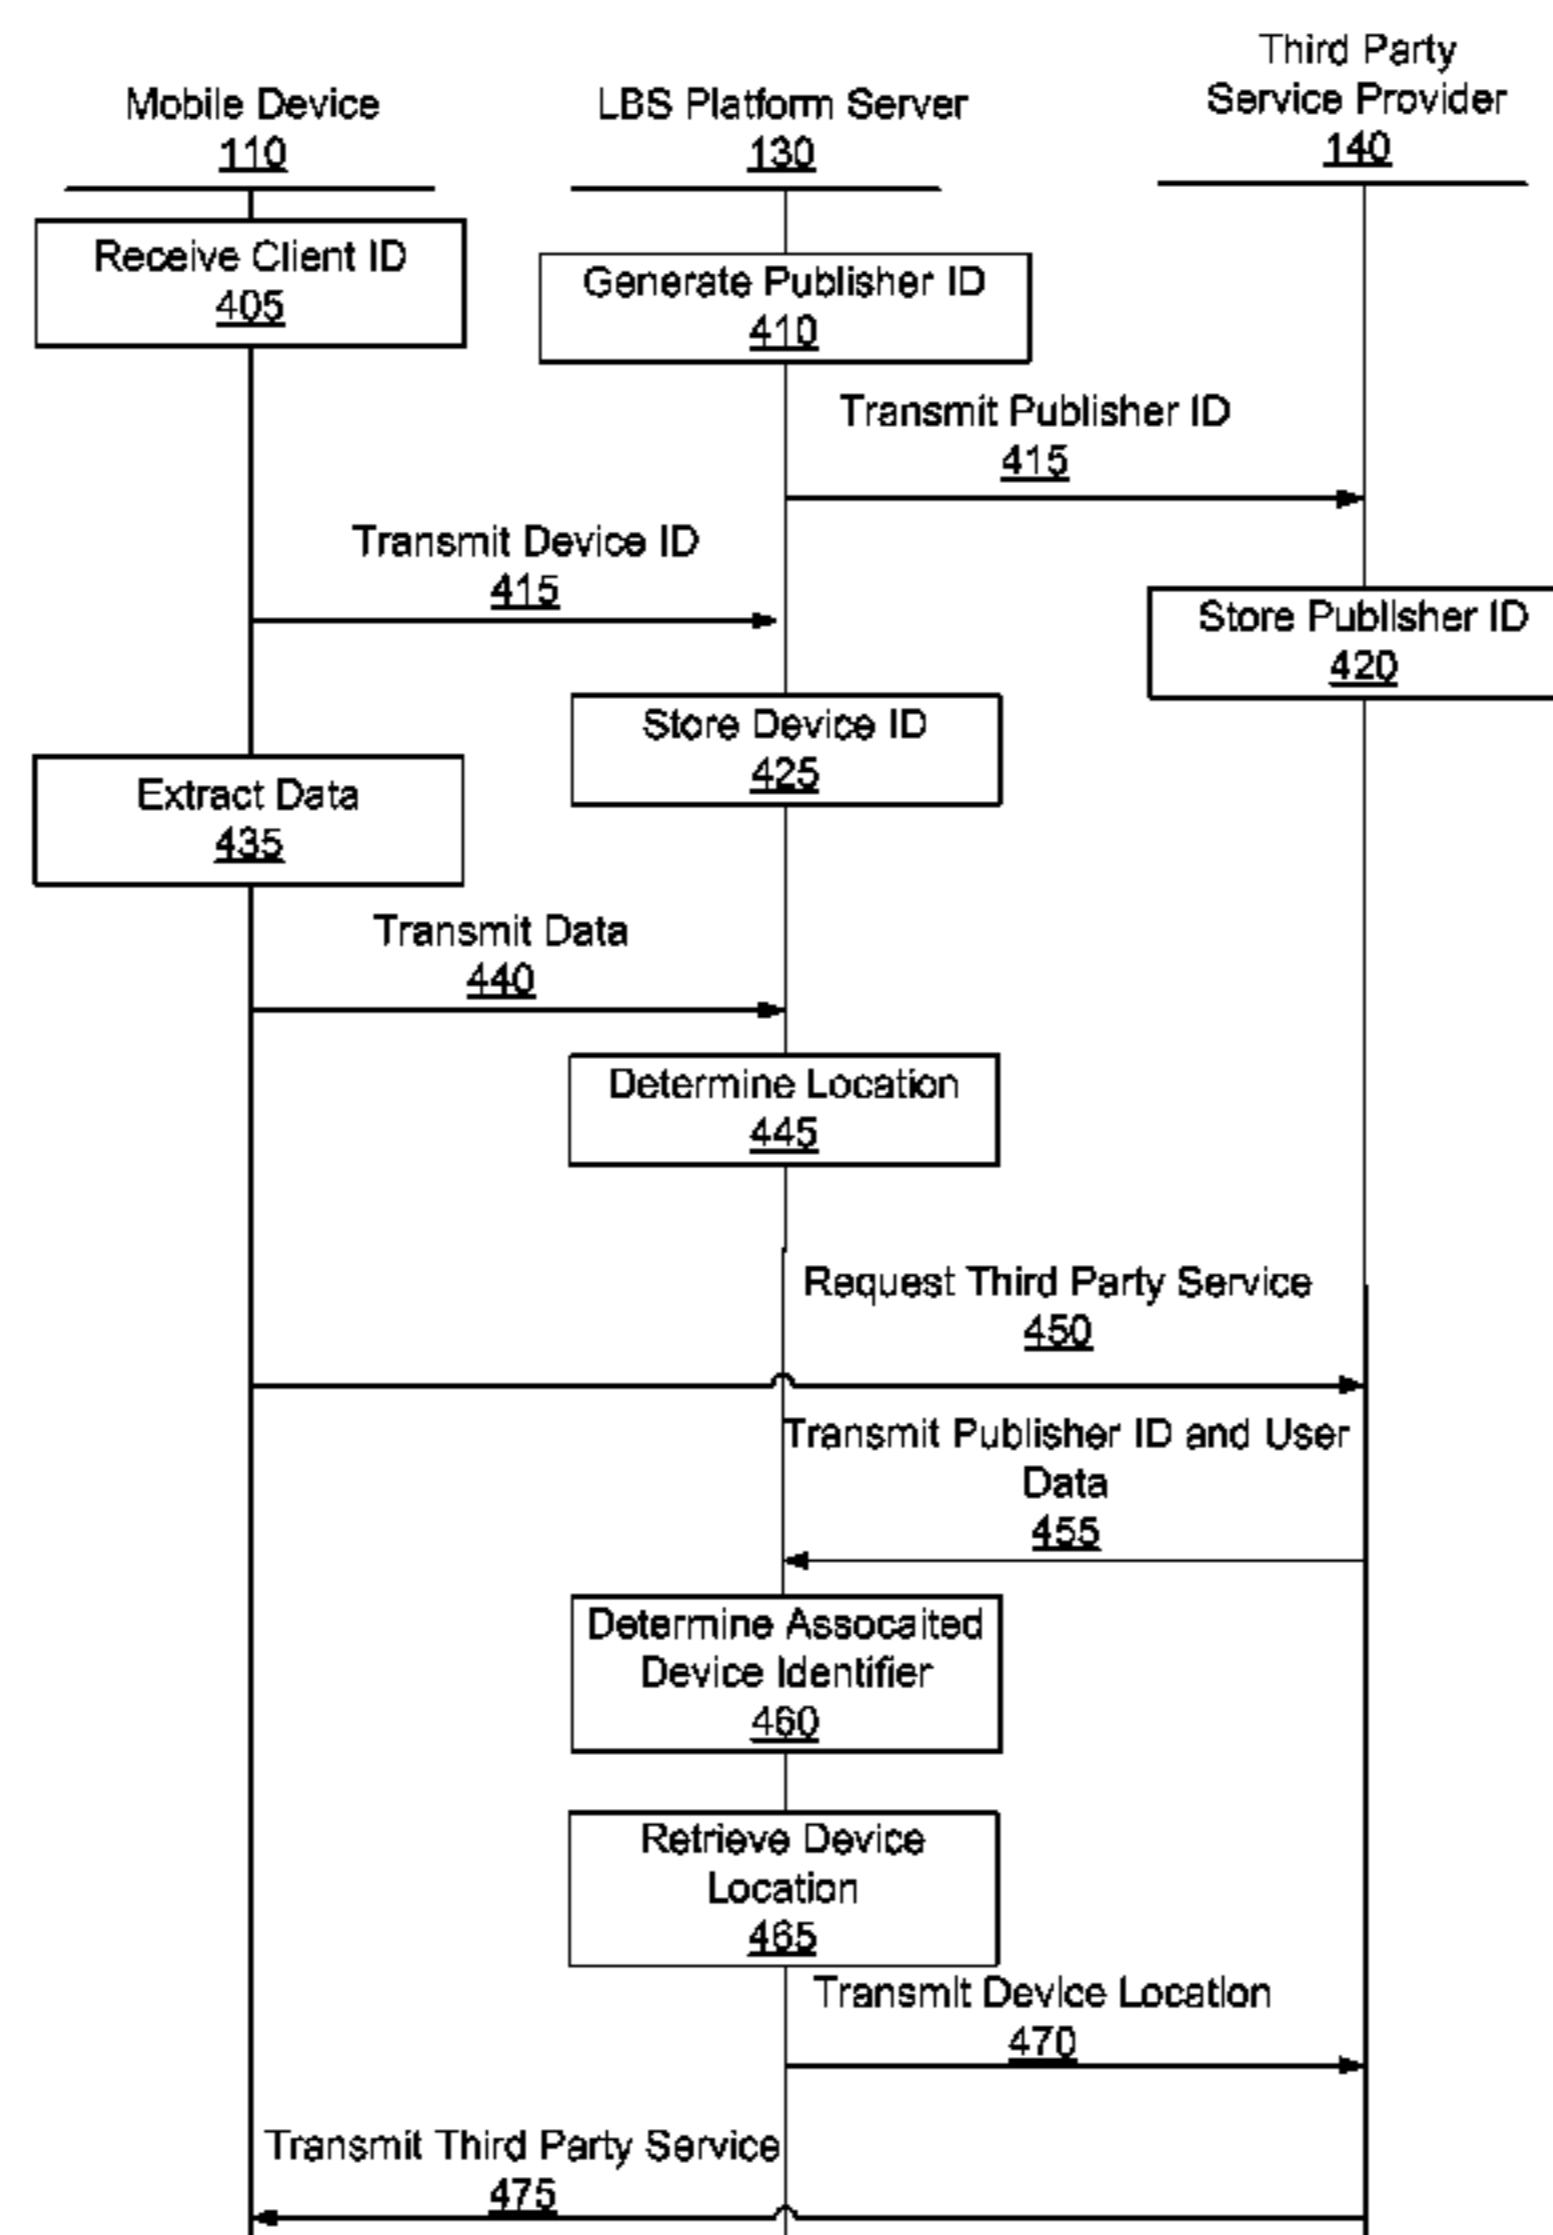 Third Party
Service Provider
140
Mobile Device
110
LBS Platform Server
130
Receive Client ID
405
Generate Publisher ID
410
Transmit Publisher ID
415
Transmit Device ID
415
Store Publisher ID
420
Store Device ID
425
Extract Data
435
Transmit Data
440
Determine Location
445
Request Third Party Service
450
Transmit Publisher ID and User
Data
455
Determine Assocaited
Device Identifier
460
Retrieve Device
Location
465
Transmit Device Location
470
Transmit Third Party Service
475